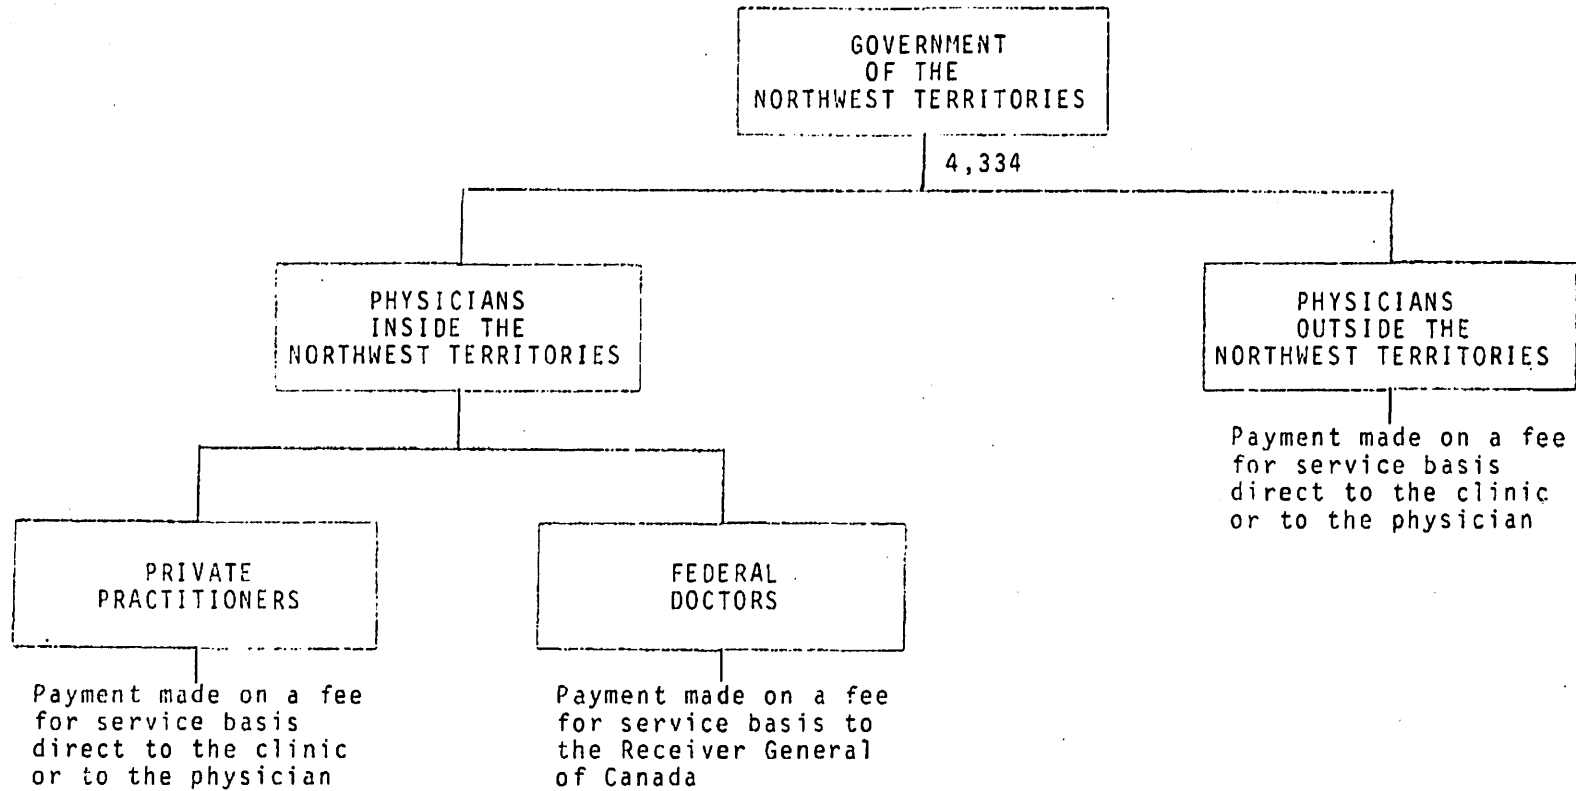 GOVERNMENT
OF THE
NORTHWEST TERRITORIES
4,334
PHYSICIANS
INSIDE THE
NORTHWEST TERRITORIES
PHYSICIANS
OUTSIDE THE
NORTHWEST TERRITORIES
Payment made on a fee
for service basis
direct to the clinic
or to the physician
PRIVATE
PRACTITIONERS
FEDERAL
DOCTORS
Payment made on a fee
for service basis
direct to the clinic
or to the physician
Payment made on a fee
for service basis to
the Receiver General
of Canada